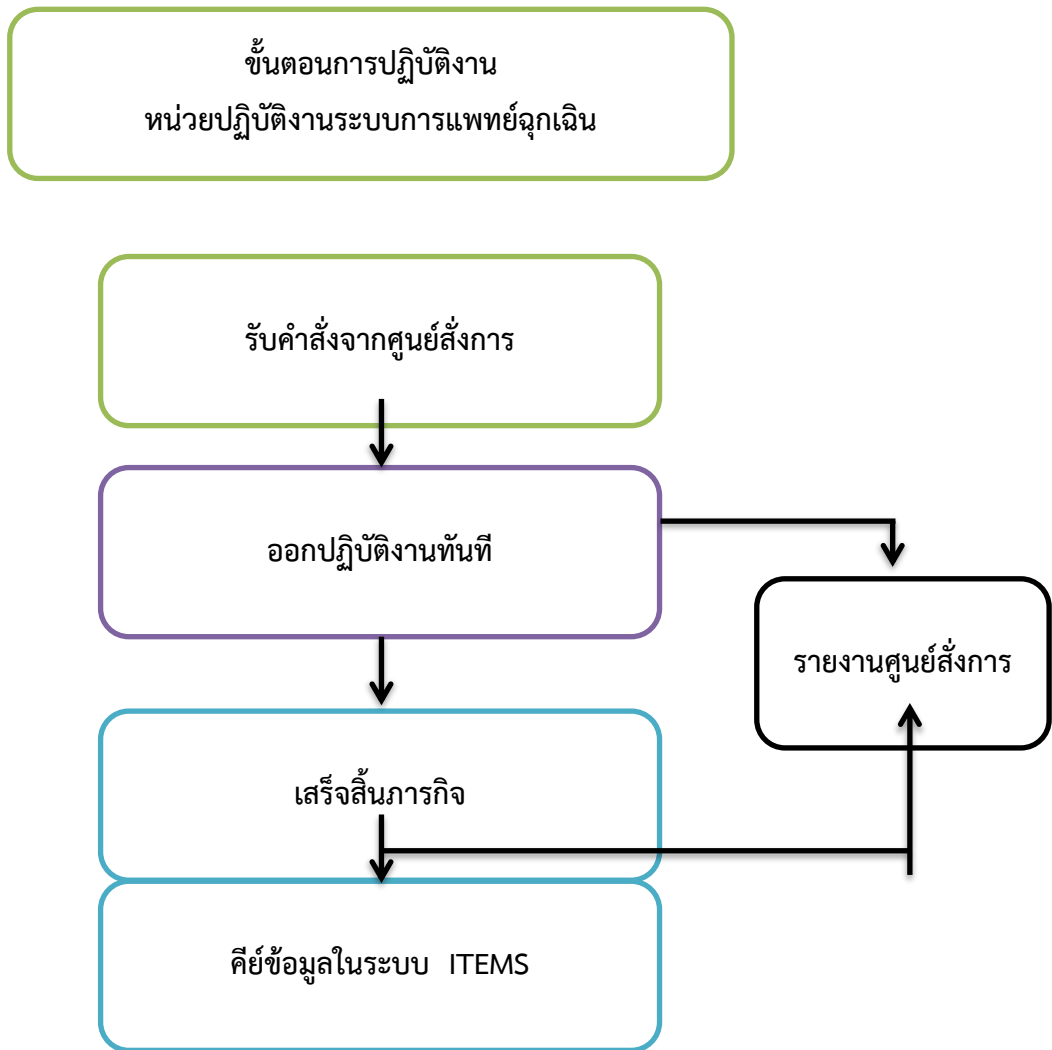 ขั้นตอนการปฏิบัติงาน
หน่วยปฏิบัติงานระบบการแพทย์ฉุกเฉิน
รับคำสั่งจากศูนย์สั่งการ
ออกปฏิบัติงานทันที
รายงานศูนย์สั่งการ
เสร็จสิ้นภารกิจ
คีย์ข้อมูลในระบบ ITEMS